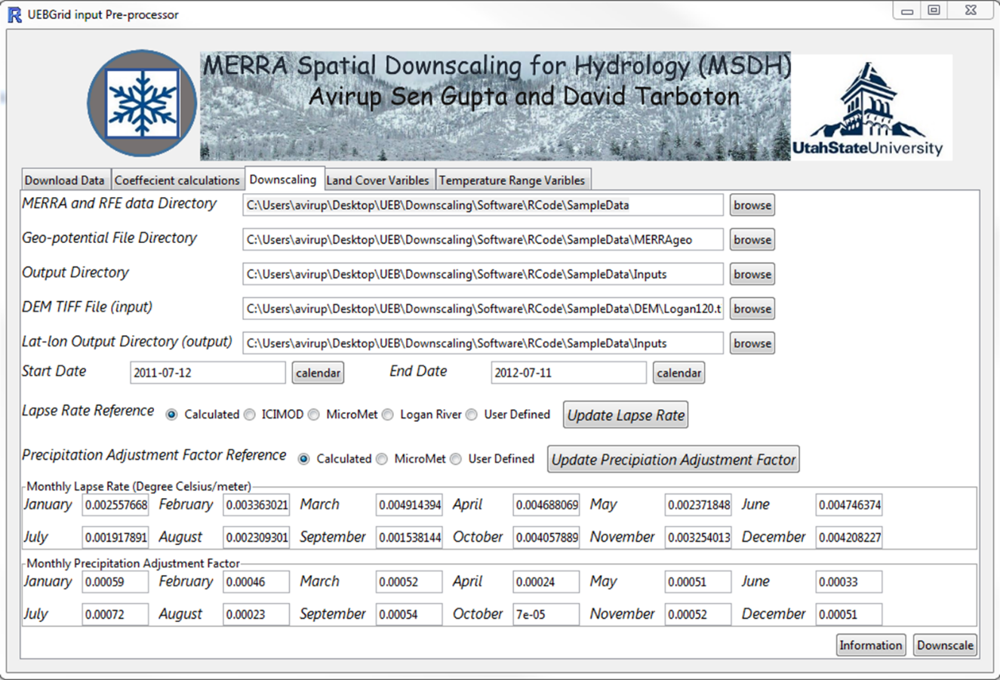 UEBGrid input Pre-processor
MERRA Spatial Downscaling for Hydrology (MSDH)
Avirup Sen Gupta and David Tarboton
UtahStateUniversity
Download Data Coeffecient calculations Downscaling Land Cover Varibles Temperature Range Varibles
MERRA and RFE data Directory C:\Users\avirup\Desktop\UEB\Downscaling\Software\RCode\SampleData browse
Geo-potential File Directory C:\Users\avirup\Desktop\UEB\Downscaling\Software\RCode\SampleData\MERRAgeo browse
Output Directory C:\Users\avirup\Desktop\UEB\Downscaling\Software\RCode\SampleData\Inputs browse
DEM TIFF File (input) C:\Users\avirup\Desktop\UEB\Downscaling\Software\RCode\SampleData\DEM\Logan120.t browse
Lat-lon Output Directory (output) C:\Users\avirup\Desktop\UEB\Downscaling\Software\RCode\SampleData\Inputs browse
Start Date 2011-07-12 calendar End Date 2012-07-11 calendar
Lapse Rate Reference Calculated ICIMOD MicroMet Logan River User Defined Update Lapse Rate
Precipitation Adjustment Factor Reference Calculated MicroMet User Defined Update Precipiation Adjustment Factor
Monthly Lapse Rate (Degree Celsius/meter)
January 0.002557668 February 0.003363021 March 0.004914394 April 0.004688069 May 0.002371848 June 0.004746374
July 0.001917891 August 0.002309301 September 0.001538144 October 0.004057889 November 0.003254013 December 0.004208227
Monthly Precipitation Adjustment Factor
January 0.00059 February 0.00046 March 0.00052 April 0.00024 May 0.00051 June 0.00033
July 0.00072 August 0.00023 September 0.00054 October 7e-05 November 0.00052 December 0.00051
Information Downscale